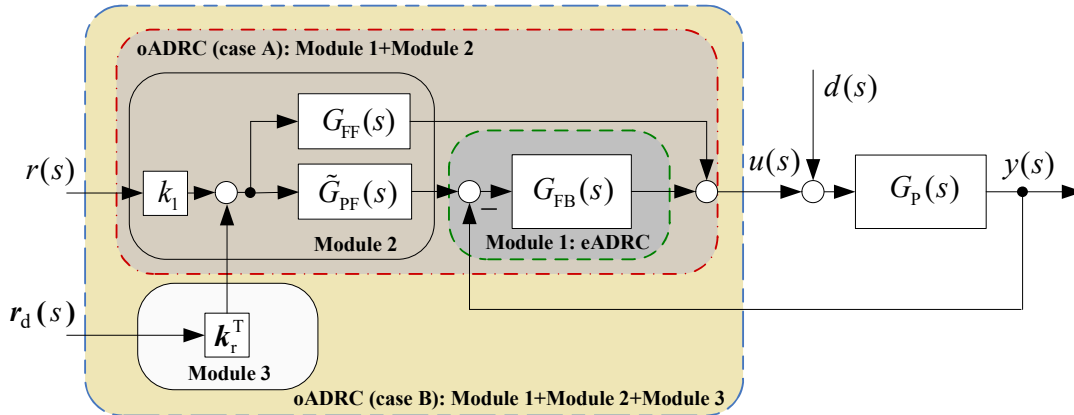 oADRC (case A): Module 1+Module 2
G_FF(s)
d(s)
r(s)
k_1
G̃_PF(s)
−
G_FB(s)
u(s)
G_P(s)
y(s)
Module 2
Module 1: eADRC
r_d(s)
k_r^T
Module 3
oADRC (case B): Module 1+Module 2+Module 3